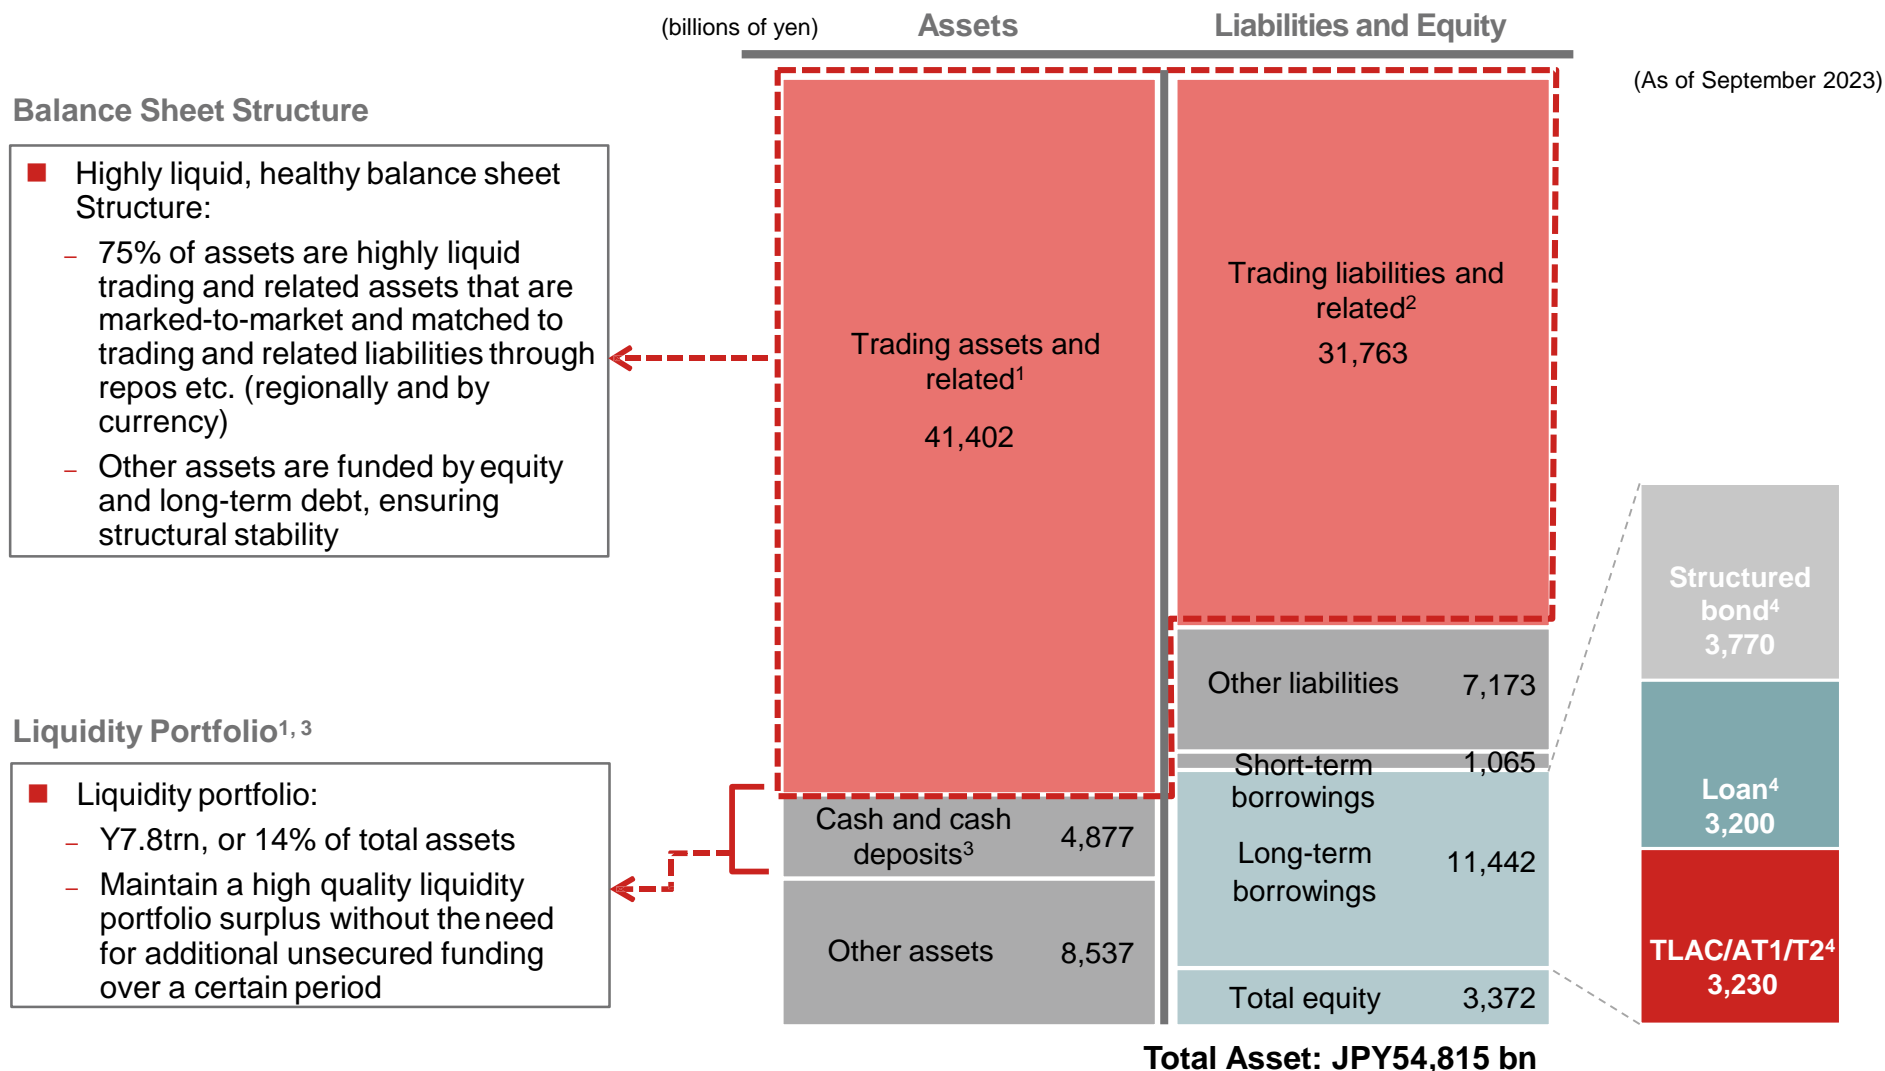 (billions of yen)
Assets
Liabilities and Equity
(As of September 2023)
Balance Sheet Structure
Highly liquid, healthy balance sheet
Structure:
– 75% of assets are highly liquid
trading and related assets that are
marked-to-market and matched to
trading and related liabilities through
repos etc. (regionally and by
currency)
– Other assets are funded by equity
and long-term debt, ensuring
structural stability
Liquidity Portfolio1, 3
Liquidity portfolio:
– Y7.8trn, or 14% of total assets
– Maintain a high quality liquidity
portfolio surplus without the need
for additional unsecured funding
over a certain period
Trading assets and
related1
41,402
Cash and cash
deposits3
4,877
Other assets
8,537
Trading liabilities and
related2
31,763
Other liabilities
7,173
Short-term
borrowings
1,065
Long-term
borrowings
11,442
Total equity
3,372
Structured
bond4
3,770
Loan4
3,200
TLAC/AT1/T24
3,230
Total Asset: JPY54,815 bn